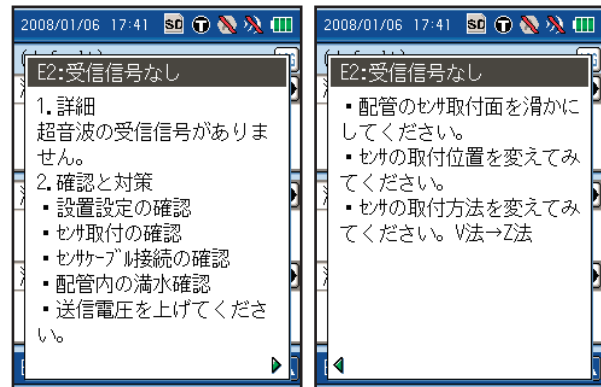 2008/01/06 17:41 SD T
E2:受信信号なし
1.詳細
超音波の受信信号がありま
せん。
2.確認と対策
▪設置設定の確認
▪ｾﾝｻ取付の確認
▪ｾﾝｻｹｰﾌﾞﾙ接続の確認
▪配管内の満水確認
▪送信電圧を上げてくださ
い。
2008/01/06 17:41 SD T
E2:受信信号なし
▪配管のｾﾝｻ取付面を滑かに
してください。
▪ｾﾝｻの取付位置を変えてみ
てください。
▪ｾﾝｻの取付方法を変えてみ
てください。V法→Z法